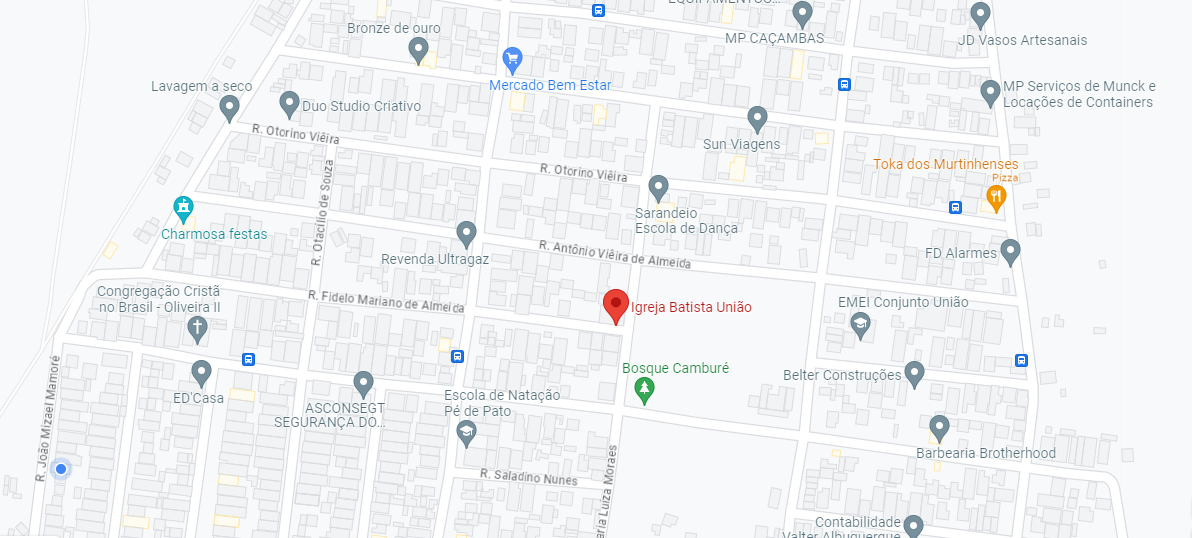 EQUIPAMENTOS...
Bronze de ouro
MP CAÇAMBAS
JD Vasos Artesanais
Lavagem a seco
Mercado Bem Estar
MP Serviços de Munck e
Locações de Containers
Duo Studio Criativo
R. Otorino Viêira
Sun Viagens
R. Otorino Viêira
Toka dos Murtinhenses
Pizza
R. Otacílio de Souza
Sarandeio
Escola de Dança
Charmosa festas
Revenda Ultragaz
R. Antônio Viêira de Almeida
FD Alarmes
Congregação Cristã
no Brasil - Oliveira II
R. Fidelo Mariano de Almeida
Igreja Batista União
EMEI Conjunto União
R. João Mizael Mamoré
ED'Casa
ASCONSEGT
SEGURANÇA DO...
Escola de Natação
Pé de Pato
Bosque Camburé
Belter Construções
Barbearia Brotherhood
R. Saladino Nunes
aria Luiza Moraes
Contabilidade
Valter Albuquerque